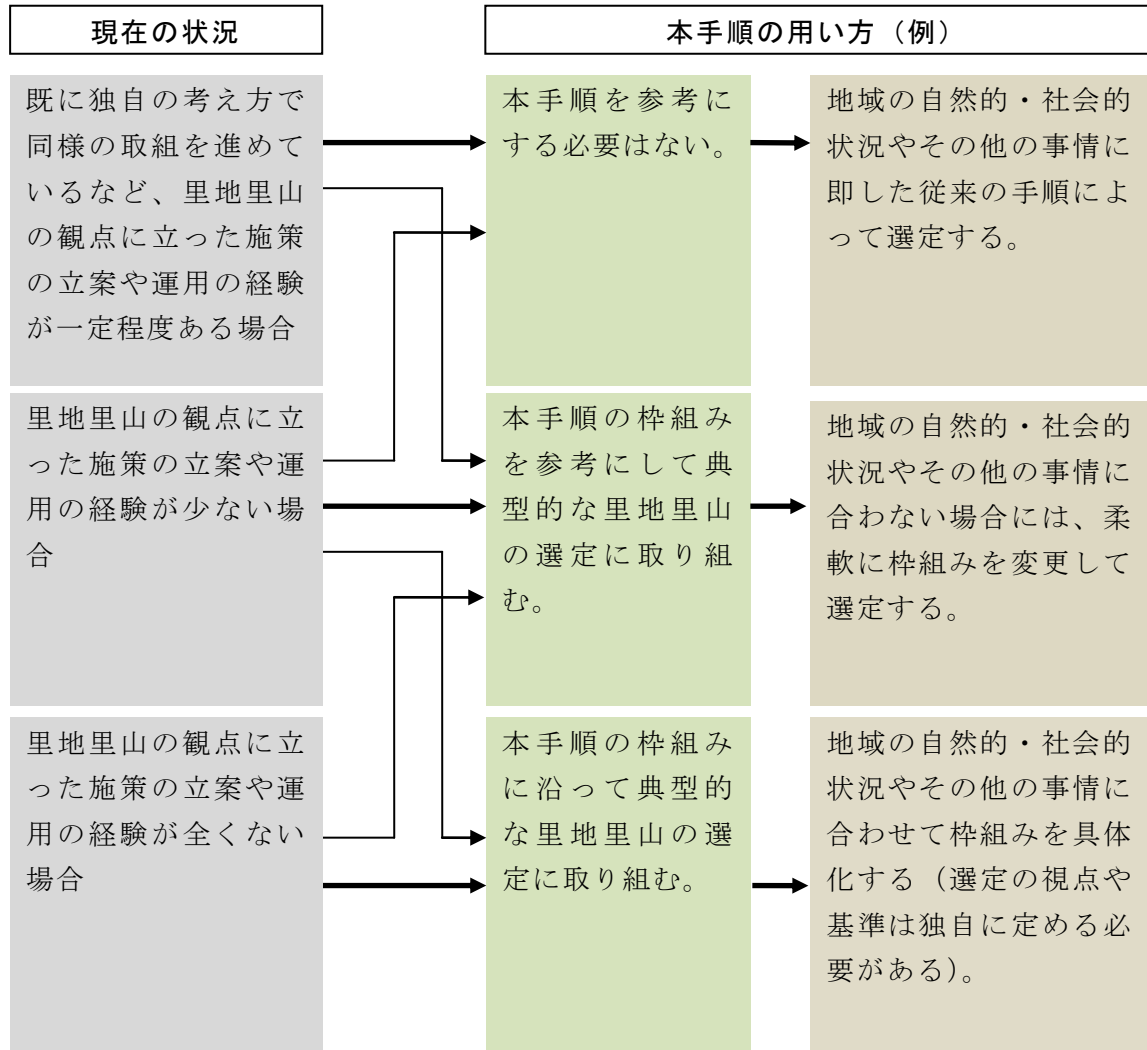 現在の状況
本手順の用い方（例）
既に独自の考え方で
同様の取組を進めて
いるなど、里地里山
の観点に立った施策
の立案や運用の経験
が一定程度ある場合
本手順を参考に
する必要はない。
地域の自然的・社会的
状況やその他の事情に
即した従来の手順によ
って選定する。
里地里山の観点に立
った施策の立案や運
用の経験が少ない場
合
本手順の枠組み
を参考にして典
型的な里地里山
の選定に取り組
む。
地域の自然的・社会的
状況やその他の事情に
合わない場合には、柔
軟に枠組みを変更して
選定する。
里地里山の観点に立
った施策の立案や運
用の経験が全くない
場合
本手順の枠組み
に沿って典型的
な里地里山の選
定に取り組む。
地域の自然的・社会的
状況やその他の事情に
合わせて枠組みを具体
化する（選定の視点や
基準は独自に定める必
要がある）。